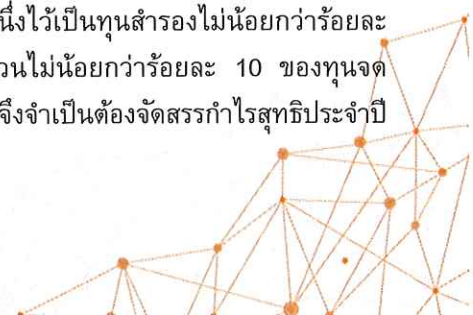 นึ่งไว้เป็นทุนสำรองไม่น้อยกว่าร้อยละ
วนไม่น้อยกว่าร้อยละ 10 ของทุนจด
จึงจำเป็นต้องจัดสรรกำไรสุทธิประจำปี